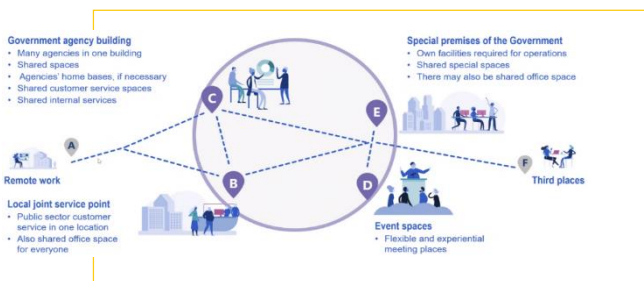 Government agency building
• Many agencies in one building
• Shared spaces
• Agencies' home bases, if necessary
• Shared customer service spaces
• Shared internal services
Special premises of the Government
• Own facilities required for operations
• Shared special spaces
• There may also be shared office space
C
E
A
B
D
F
Remote work
Third places
Local joint service point
• Public sector customer
service in one location
• Also shared office space
for everyone
Event spaces
• Flexible and experiential
meeting places